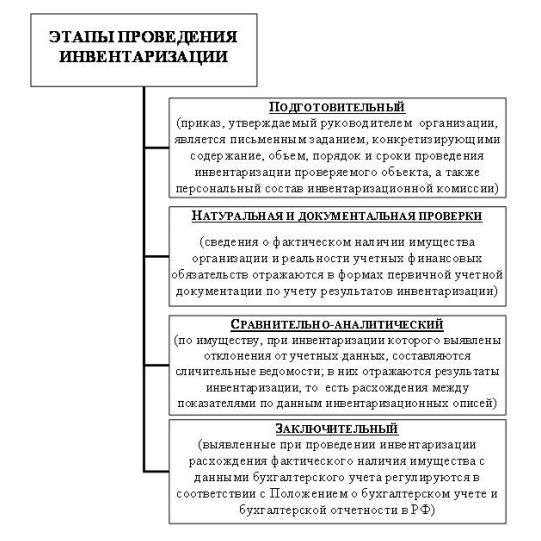 ЭТАПЫ ПРОВЕДЕНИЯ
ИНВЕНТАРИЗАЦИИ
ПОДГОТОВИТЕЛЬНЫЙ
(приказ, утверждаемый руководителем организации,
является письменным заданием, конкретизирующими
содержание, объем, порядок и сроки проведения
инвентаризации проверяемого объекта, а также
персональный состав инвентаризационной комиссии)
НАТУРАЛЬНАЯ И ДОКУМЕНТАЛЬНАЯ ПРОВЕРКИ
(сведения о фактическом наличии имущества
организации и реальности учетных финансовых
обязательств отражаются в формах первичной учетной
документации по учету результатов инвентаризации)
СРАВНИТЕЛЬНО-АНАЛИТИЧЕСКИЙ
(по имуществу, при инвентаризации которого выявлены
отклонения от учетных данных, составляются
сличительные ведомости; в них отражаются результаты
инвентаризации, то есть расхождения между
показателями по данным инвентаризационных описей)
ЗАКЛЮЧИТЕЛЬНЫЙ
(выявленные при проведении инвентаризации
расхождения фактического наличия имущества с
данными бухгалтерского учета регулируются в
соответствии с Положением о бухгалтерском учете и
бухгалтерской отчетности в РФ)